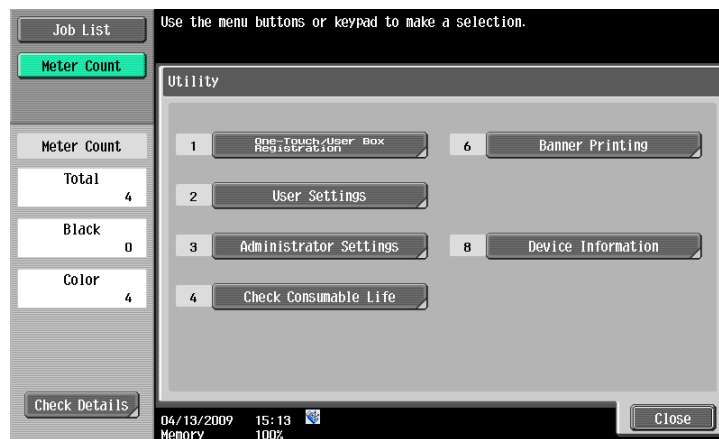 Job List
Use the menu buttons or keypad to make a selection.
Meter Count
Utility
Meter Count
Total
4
Black
0
Color
4
Check Details
1 One-Touch/User Box
Registration
2 User Settings
3 Administrator Settings
4 Check Consumable Life
6 Banner Printing
8 Device Information
04/13/2009 15:13
Memory 100%
Close